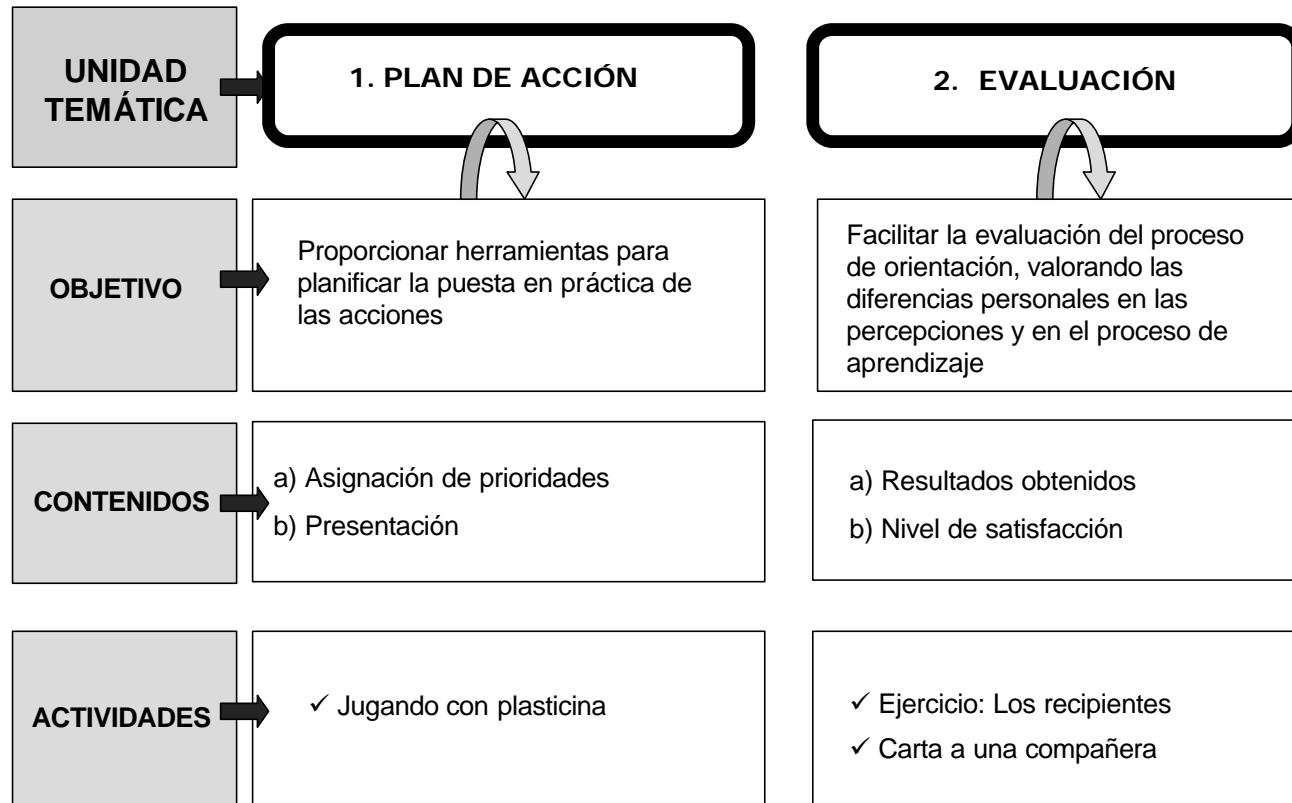 UNIDAD
TEMÁTICA
1. PLAN DE ACCIÓN
2. EVALUACIÓN
OBJETIVO
Proporcionar herramientas para
planificar la puesta en práctica de
las acciones
Facilitar la evaluación del proceso
de orientación, valorando las
diferencias personales en las
percepciones y en el proceso de
aprendizaje
CONTENIDOS
a) Asignación de prioridades
b) Presentación
a) Resultados obtenidos
b) Nivel de satisfacción
ACTIVIDADES
✓ Jugando con plasticina
✓ Ejercicio: Los recipientes
✓ Carta a una compañera